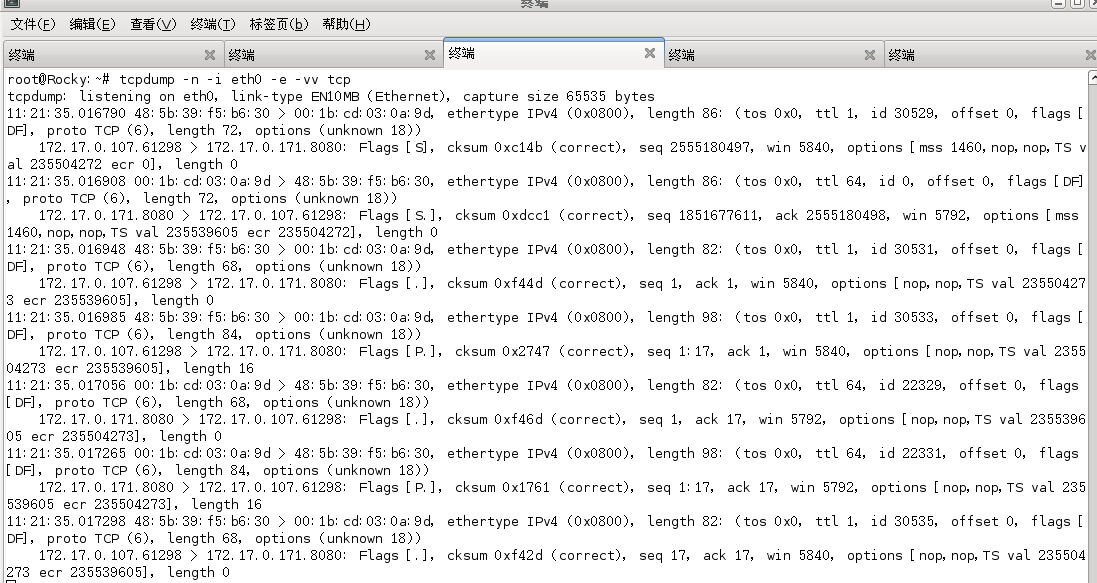 终端
文件(F) 编辑(E) 查看(V) 终端(T) 标签页(b) 帮助(H)
终端 终端 终端 终端 终端
root@Rocky:~# tcpdump -n -i eth0 -e -vv tcp
tcpdump: listening on eth0, link-type EN10MB (Ethernet), capture size 65535 bytes
11:21:35.016790 48:5b:39:f5:b6:30 > 00:1b:cd:03:0a:9d, ethertype IPv4 (0x0800), length 86: (tos 0x0, ttl 1, id 30529, offset 0, flags [
DF], proto TCP (6), length 72, options (unknown 18))
172.17.0.107.61298 > 172.17.0.171.8080: Flags [S], cksum 0xc14b (correct), seq 2555180497, win 5840, options [mss 1460,nop,nop,TS v
al 235504272 ecr 0], length 0
11:21:35.016908 00:1b:cd:03:0a:9d > 48:5b:39:f5:b6:30, ethertype IPv4 (0x0800), length 86: (tos 0x0, ttl 64, id 0, offset 0, flags [DF]
, proto TCP (6), length 72, options (unknown 18))
172.17.0.171.8080 > 172.17.0.107.61298: Flags [S.], cksum 0xdcc1 (correct), seq 1851677611, ack 2555180498, win 5792, options [mss
1460,nop,nop,TS val 235539605 ecr 235504272], length 0
11:21:35.016948 48:5b:39:f5:b6:30 > 00:1b:cd:03:0a:9d, ethertype IPv4 (0x0800), length 82: (tos 0x0, ttl 1, id 30531, offset 0, flags [
DF], proto TCP (6), length 68, options (unknown 18))
172.17.0.107.61298 > 172.17.0.171.8080: Flags [.], cksum 0xf44d (correct), seq 1, ack 1, win 5840, options [nop,nop,TS val 23550427
3 ecr 235539605], length 0
11:21:35.016985 48:5b:39:f5:b6:30 > 00:1b:cd:03:0a:9d, ethertype IPv4 (0x0800), length 98: (tos 0x0, ttl 1, id 30533, offset 0, flags [
DF], proto TCP (6), length 84, options (unknown 18))
172.17.0.107.61298 > 172.17.0.171.8080: Flags [P.], cksum 0x2747 (correct), seq 1:17, ack 1, win 5840, options [nop,nop,TS val 2355
04273 ecr 235539605], length 16
11:21:35.017056 00:1b:cd:03:0a:9d > 48:5b:39:f5:b6:30, ethertype IPv4 (0x0800), length 82: (tos 0x0, ttl 64, id 22329, offset 0, flags
[DF], proto TCP (6), length 68, options (unknown 18))
172.17.0.171.8080 > 172.17.0.107.61298: Flags [.], cksum 0xf46d (correct), seq 1, ack 17, win 5792, options [nop,nop,TS val 2355396
05 ecr 235504273], length 0
11:21:35.017265 00:1b:cd:03:0a:9d > 48:5b:39:f5:b6:30, ethertype IPv4 (0x0800), length 98: (tos 0x0, ttl 64, id 22331, offset 0, flags
[DF], proto TCP (6), length 84, options (unknown 18))
172.17.0.171.8080 > 172.17.0.107.61298: Flags [P.], cksum 0x1761 (correct), seq 1:17, ack 17, win 5792, options [nop,nop,TS val 235
539605 ecr 235504273], length 16
11:21:35.017298 48:5b:39:f5:b6:30 > 00:1b:cd:03:0a:9d, ethertype IPv4 (0x0800), length 82: (tos 0x0, ttl 1, id 30535, offset 0, flags [
DF], proto TCP (6), length 68, options (unknown 18))
172.17.0.107.61298 > 172.17.0.171.8080: Flags [.], cksum 0xf42d (correct), seq 17, ack 17, win 5840, options [nop,nop,TS val 235504
273 ecr 235539605], length 0